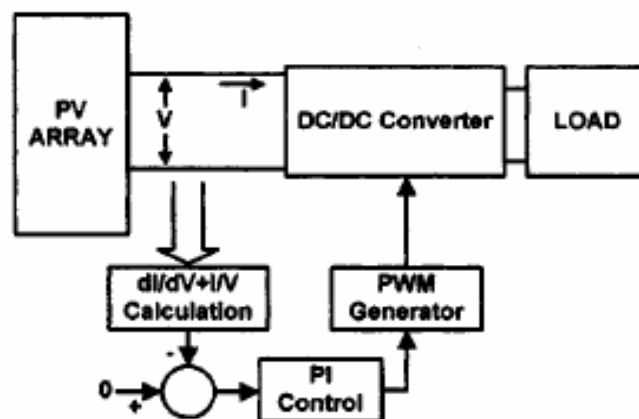 PV
ARRAY
V
I
DC/DC Converter
LOAD
dI/dV+I/V
Calculation
PWM
Generator
-
0
+
PI
Control